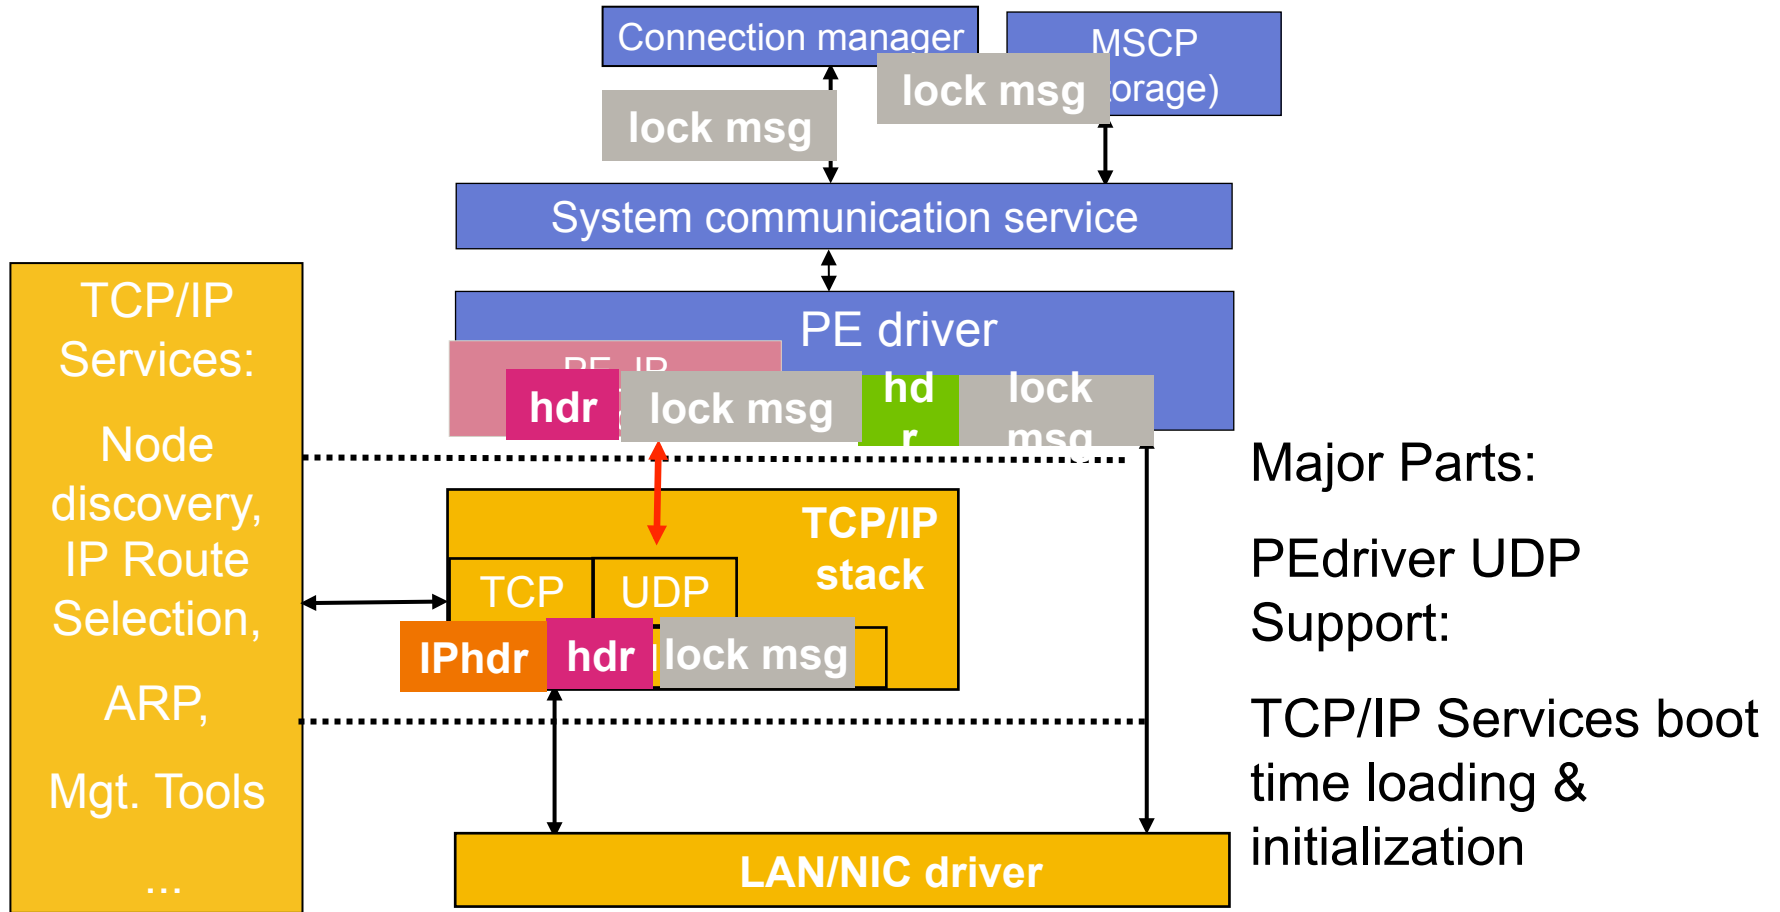 Connection manager
MSCP
torage)
lock msg
lock msg
System communication service
TCP/IP
Services:
Node
discovery,
IP Route
Selection,
ARP,
Mgt. Tools
...
PE driver
hdr
lock msg
hd
r
lock
msg
TCP/IP
stack
TCP
UDP
IPhdr
hdr
lock msg
LAN/NIC driver
Major Parts:
PEdriver UDP
Support:
TCP/IP Services boot
time loading &
initialization